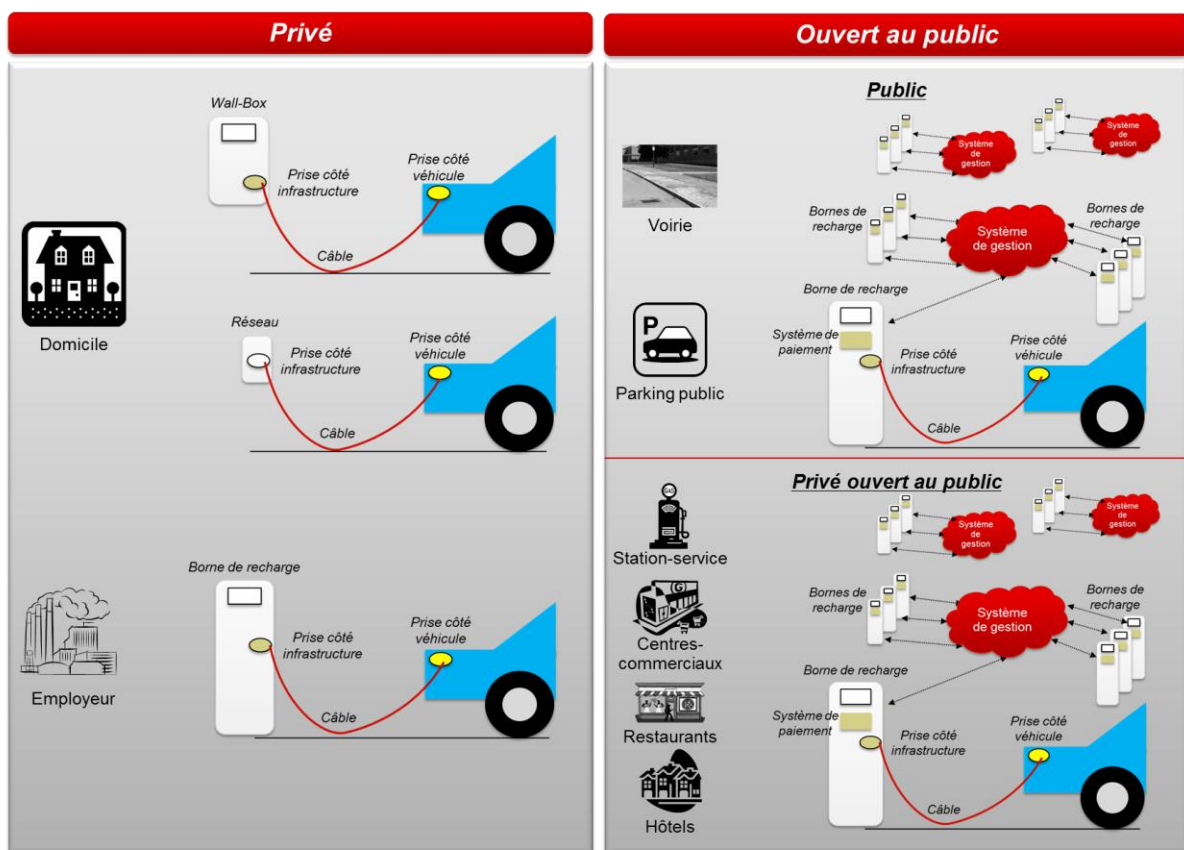 Privé
Wall-Box
Prise côté
infrastructure
Prise côté
véhicule
Câble
Domicile
Réseau
Prise côté
infrastructure
Prise côté
véhicule
Câble
Borne de recharge
Prise côté
infrastructure
Prise côté
véhicule
Câble
Employeur
Ouvert au public
Public
Système
de
gestion
Système
de
gestion
Voirie
Bornes de
recharge
Système
de gestion
Bornes de
recharge
Borne de recharge
P
Système de
paiement
Prise côté
infrastructure
Prise côté
véhicule
Parking public
Câble
Privé ouvert au public
GAS
Station-service
Système
de
gestion
Système
de
gestion
G
Centres-
commerciaux
Bornes de
recharge
Système
de gestion
Bornes de
recharge
Borne de recharge
Restaurants
Système de
paiement
Prise côté
infrastructure
Prise côté
véhicule
Câble
Hôtels